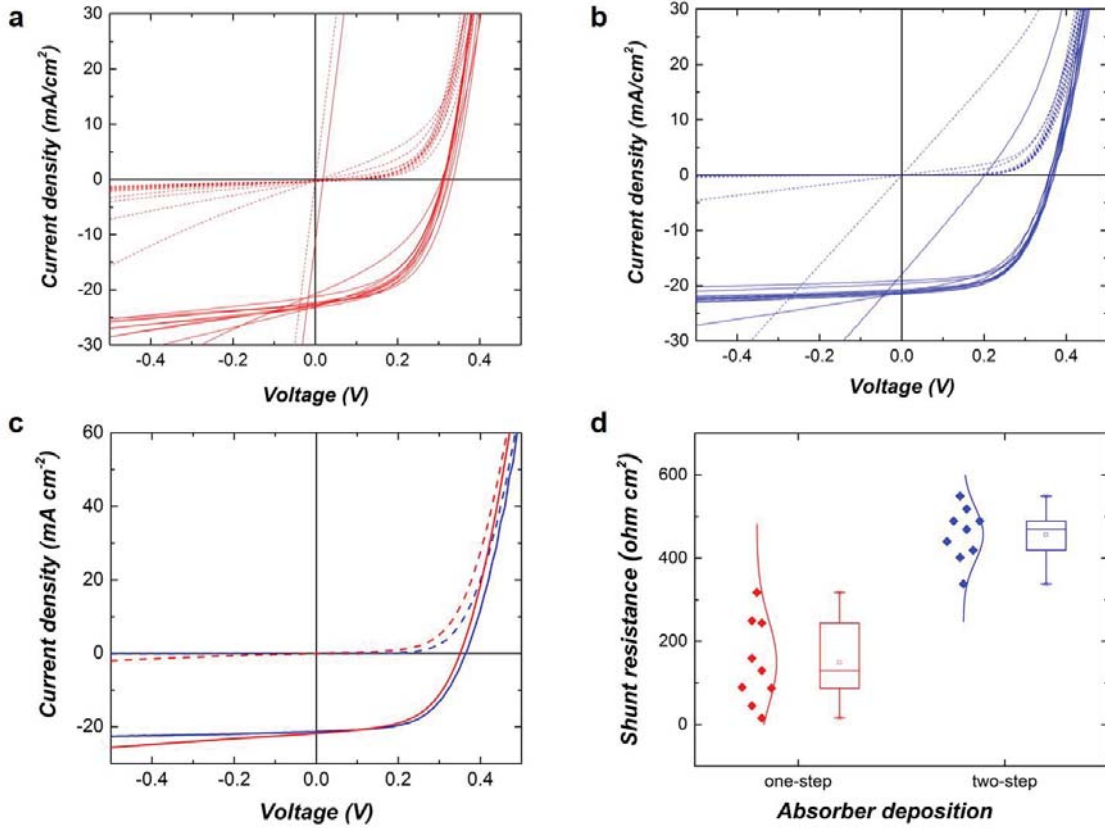 a
Current density (mA/cm²)
30
20
10
0
-10
-20
-30
-0.4 -0.2 0.0 0.2 0.4
Voltage (V)
b
Current density (mA/cm²)
30
20
10
0
-10
-20
-30
-0.4 -0.2 0.0 0.2 0.4
Voltage (V)
c
Current density (mA cm⁻²)
60
40
20
0
-20
-0.4 -0.2 0.0 0.2 0.4
Voltage (V)
d
Shunt resistance (ohm cm²)
600
400
200
0
one-step two-step
Absorber deposition